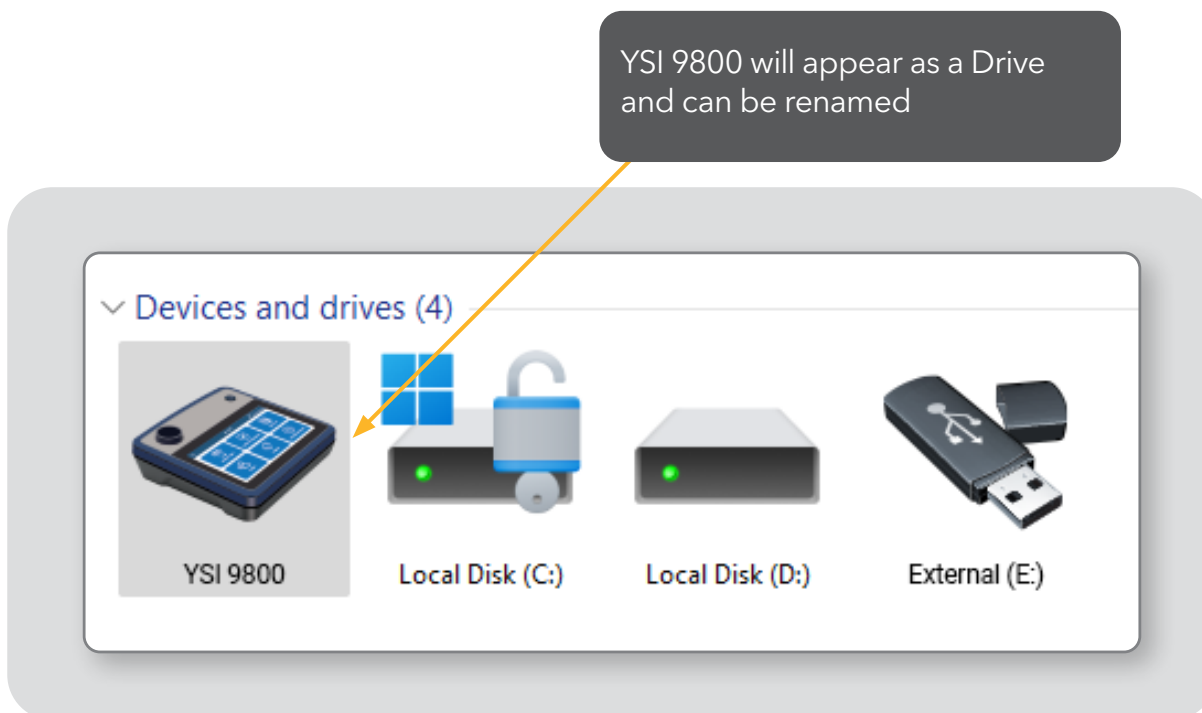 YSI 9800 will appear as a Drive
and can be renamed
Devices and drives (4)
YSI 9800
Local Disk (C:)
Local Disk (D:)
External (E:)